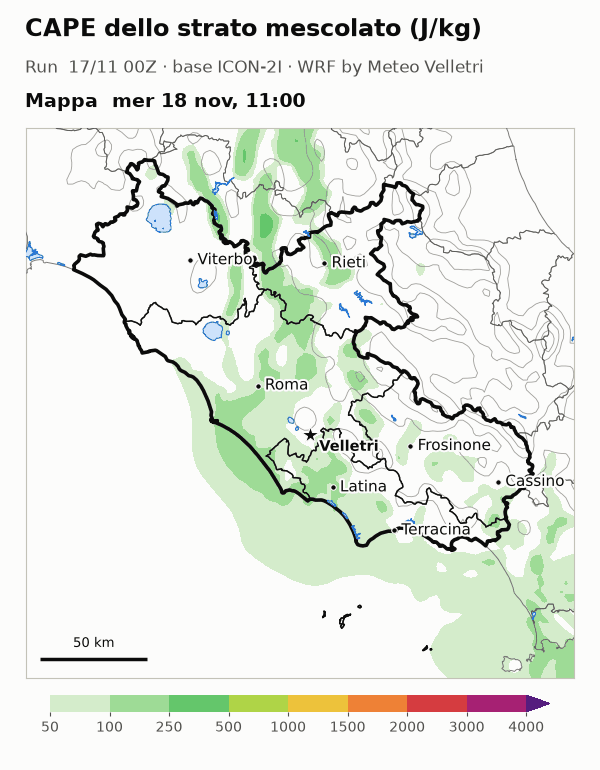 CAPE dello strato mescolato (J/kg)
Run  17/11 00Z · base ICON-2I · WRF by Meteo Velletri
Mappa  mer 18 nov, 11:00
Viterbo
Rieti
Roma
Velletri
Frosinone
Latina
Cassino
Terracina
50 km
50 100 250 500 1000 1500 2000 3000 4000